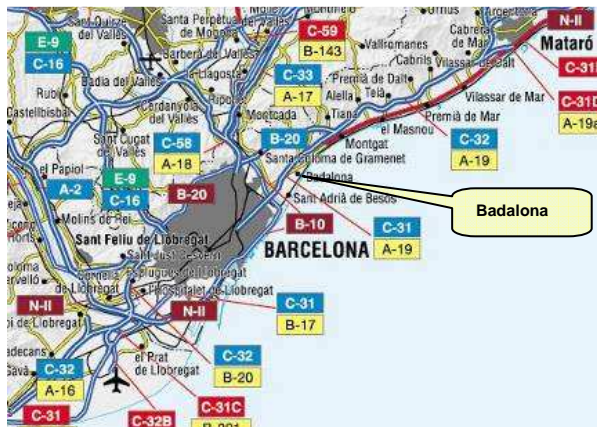 Sant Quirze
del Vallès
Santa Perpètua
de Mogoda
C-59
B-143
N-II
Cabrera
de Mar
Mataró
E-9
C-16
Barberà del Vallès
Vallromanes
Cabrils
Vilassar de Dalt
C-33
A-17
Premià de Dalt
Badia del Vallès
la Llagosta
Rubí
Ripollet
Alella
Teià
Vilassar de Mar
C-31D
A-19a
Castellbisbal
Cerdanyola
del Vallès
Montcada
Tiana
Premià de Mar
el Masnou
Sant Cugat
del Vallès
C-58
A-18
B-20
Montgat
C-32
A-19
el Papiol
Santa Coloma de Gramenet
E-9
C-16
B-20
Badalona
A-2
Sant Adrià de Besòs
Badalona
Molins de Rei
B-10
C-31
A-19
Sant Feliu de Llobregat
BARCELONA
Sant Just Desvern
Cornellà
de Llobregat
Esplugues de Llobregat
l'Hospitalet de Llobregat
N-II
N-II
C-31
B-17
C-32
B-20
el Prat
de Llobregat
Gavà
C-32
A-16
C-31
C-32B
C-31C
B-201